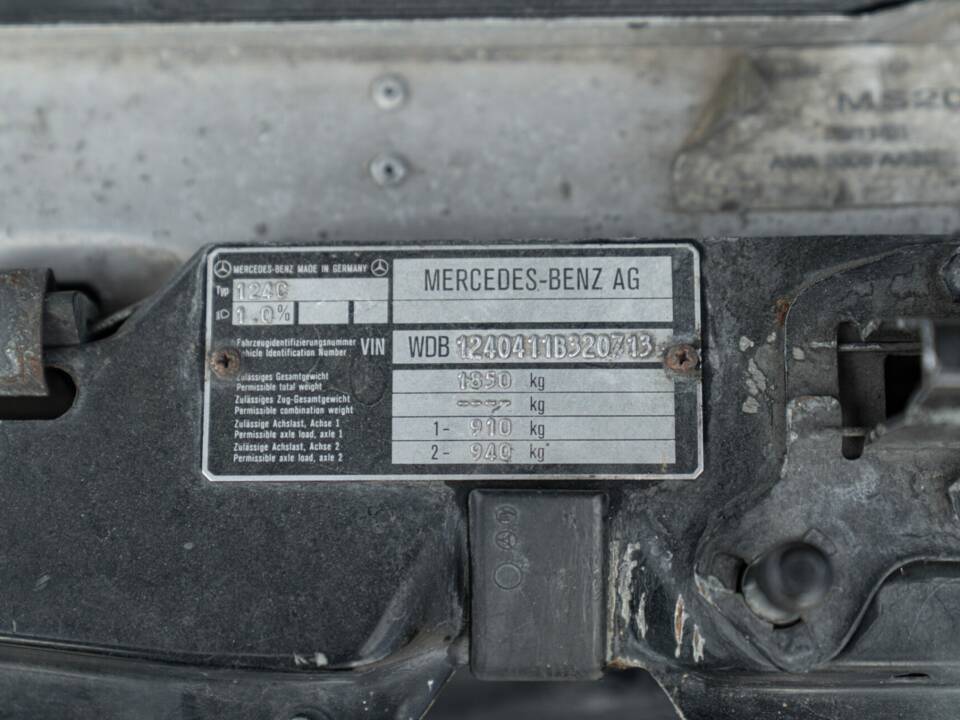 MS20
MERCEDES-BENZ MADE IN GERMANY
MERCEDES-BENZ AG
Typ 124C
1.0%
Fahrzeugidentifizierungsnummer
Vehicle Identification Number VIN WDB 1240411B320713
Zulässiges Gesamtgewicht
Permissible total weight 1850 kg
Zulässiges Zug-Gesamtgewicht
Permissible combination weight ---- kg
Zulässige Achslast, Achse 1
Permissible axle load, axle 1 1- 910 kg
Zulässige Achslast, Achse 2
Permissible axle load, axle 2 2- 940 kg